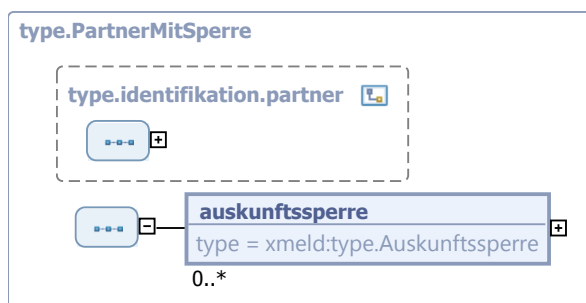 type.PartnerMitSperre
type.identifikation.partner
auskunftssperre
type = xmeld:type.Auskunftssperre
0..*